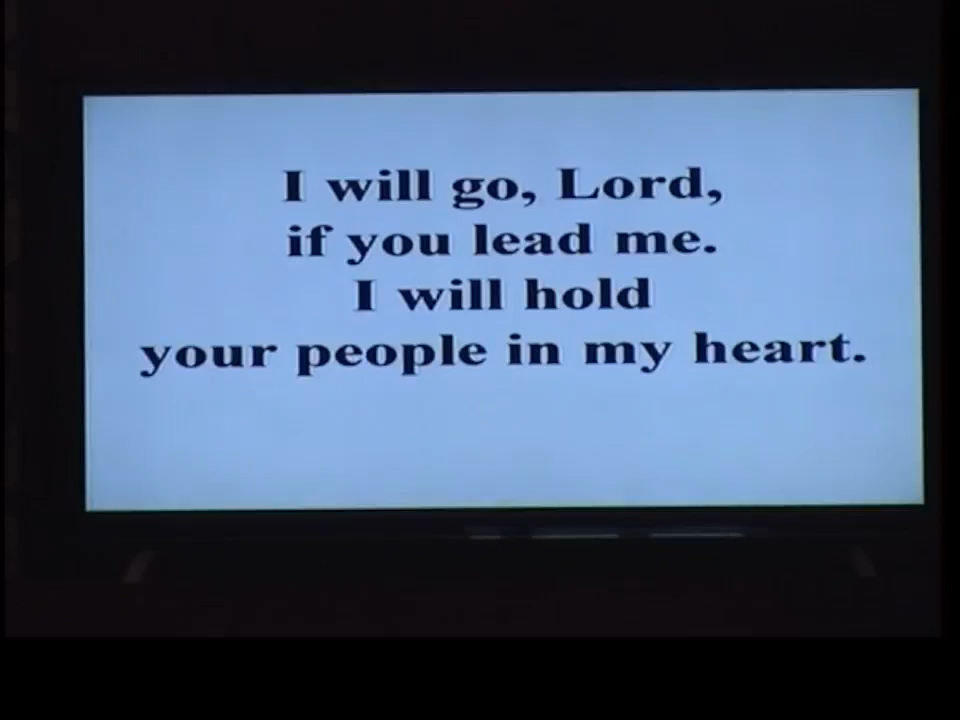 I will go, Lord,
if you lead me.
I will hold
your people in my heart.